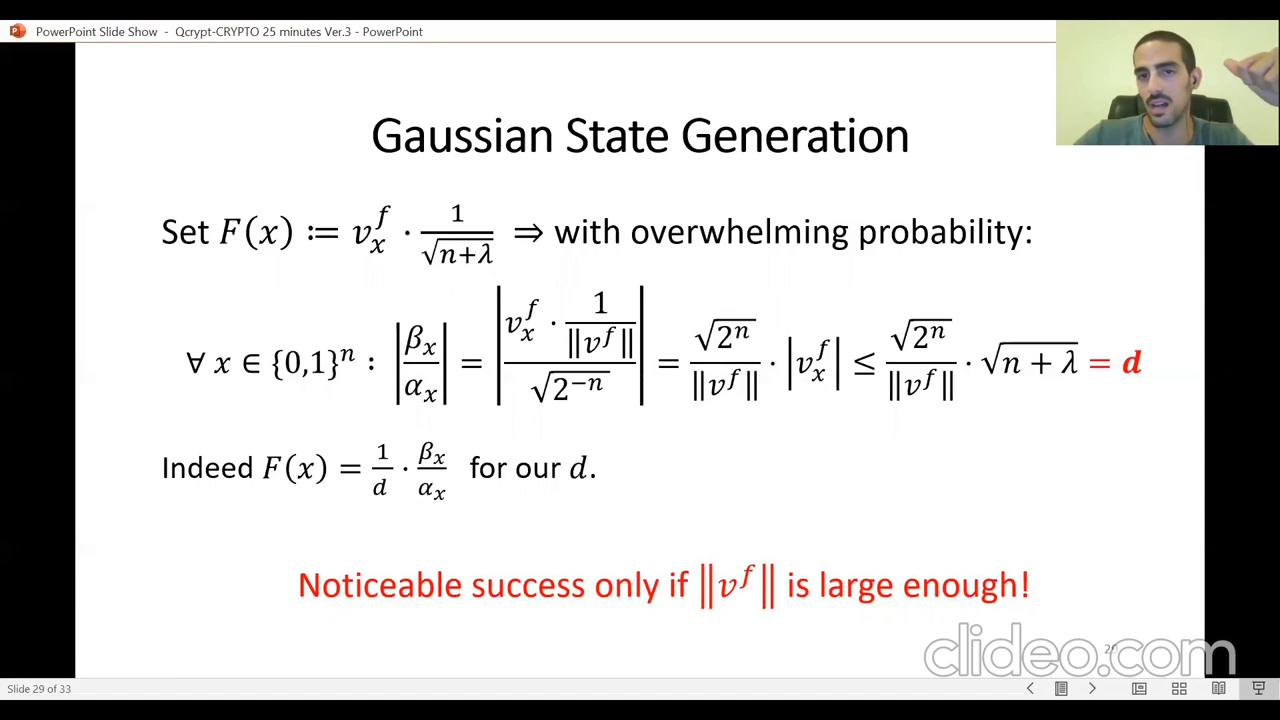 PowerPoint Slide Show - Qcrypt-CRYPTO 25 minutes Ver.3 - PowerPoint
Gaussian State Generation
Set F(x) ≔ v_x^f · 1/√(n+λ) ⇒ with overwhelming probability:
∀ x ∈ {0,1}^n : |β_x/α_x| = |(v_x^f · 1/‖v^f‖)/√(2^{-n})| = √(2^n)/‖v^f‖ · |v_x^f| ≤ √(2^n)/‖v^f‖ · √(n + λ) = d
Indeed F(x) = 1/d · β_x/α_x for our d.
Noticeable success only if ‖v^f‖ is large enough!
29
clideo.com
Slide 29 of 33